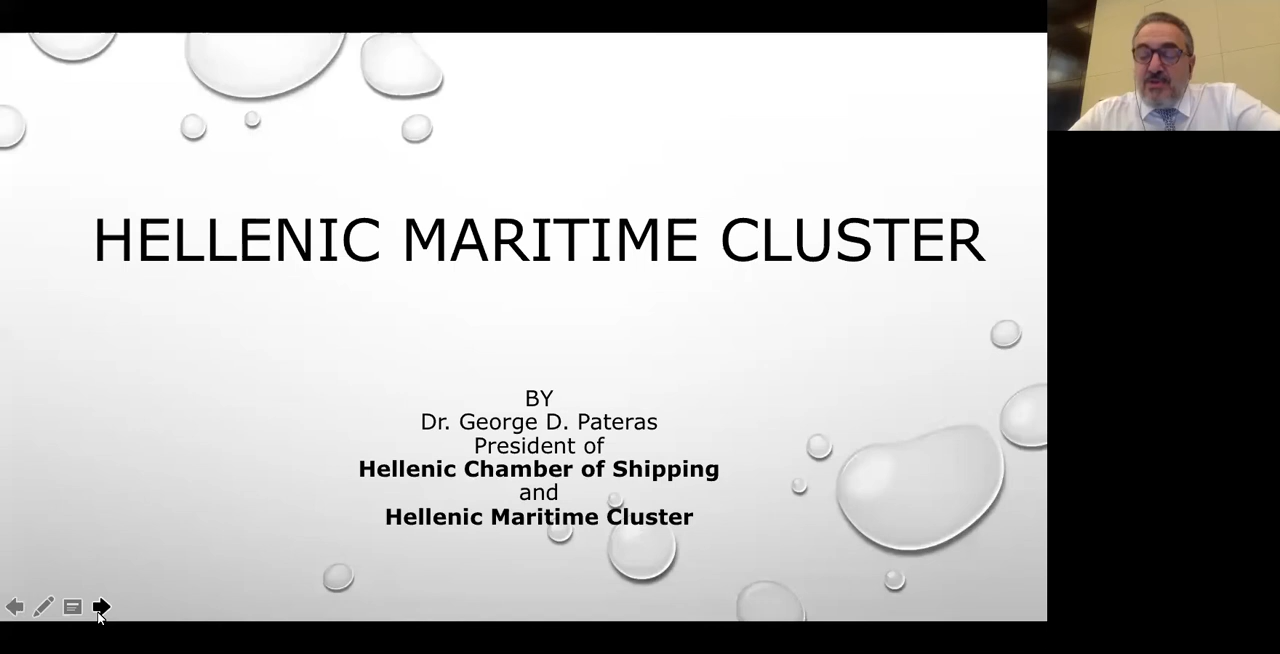 HELLENIC MARITIME CLUSTER
BY
Dr. George D. Pateras
President of
Hellenic Chamber of Shipping
and
Hellenic Maritime Cluster